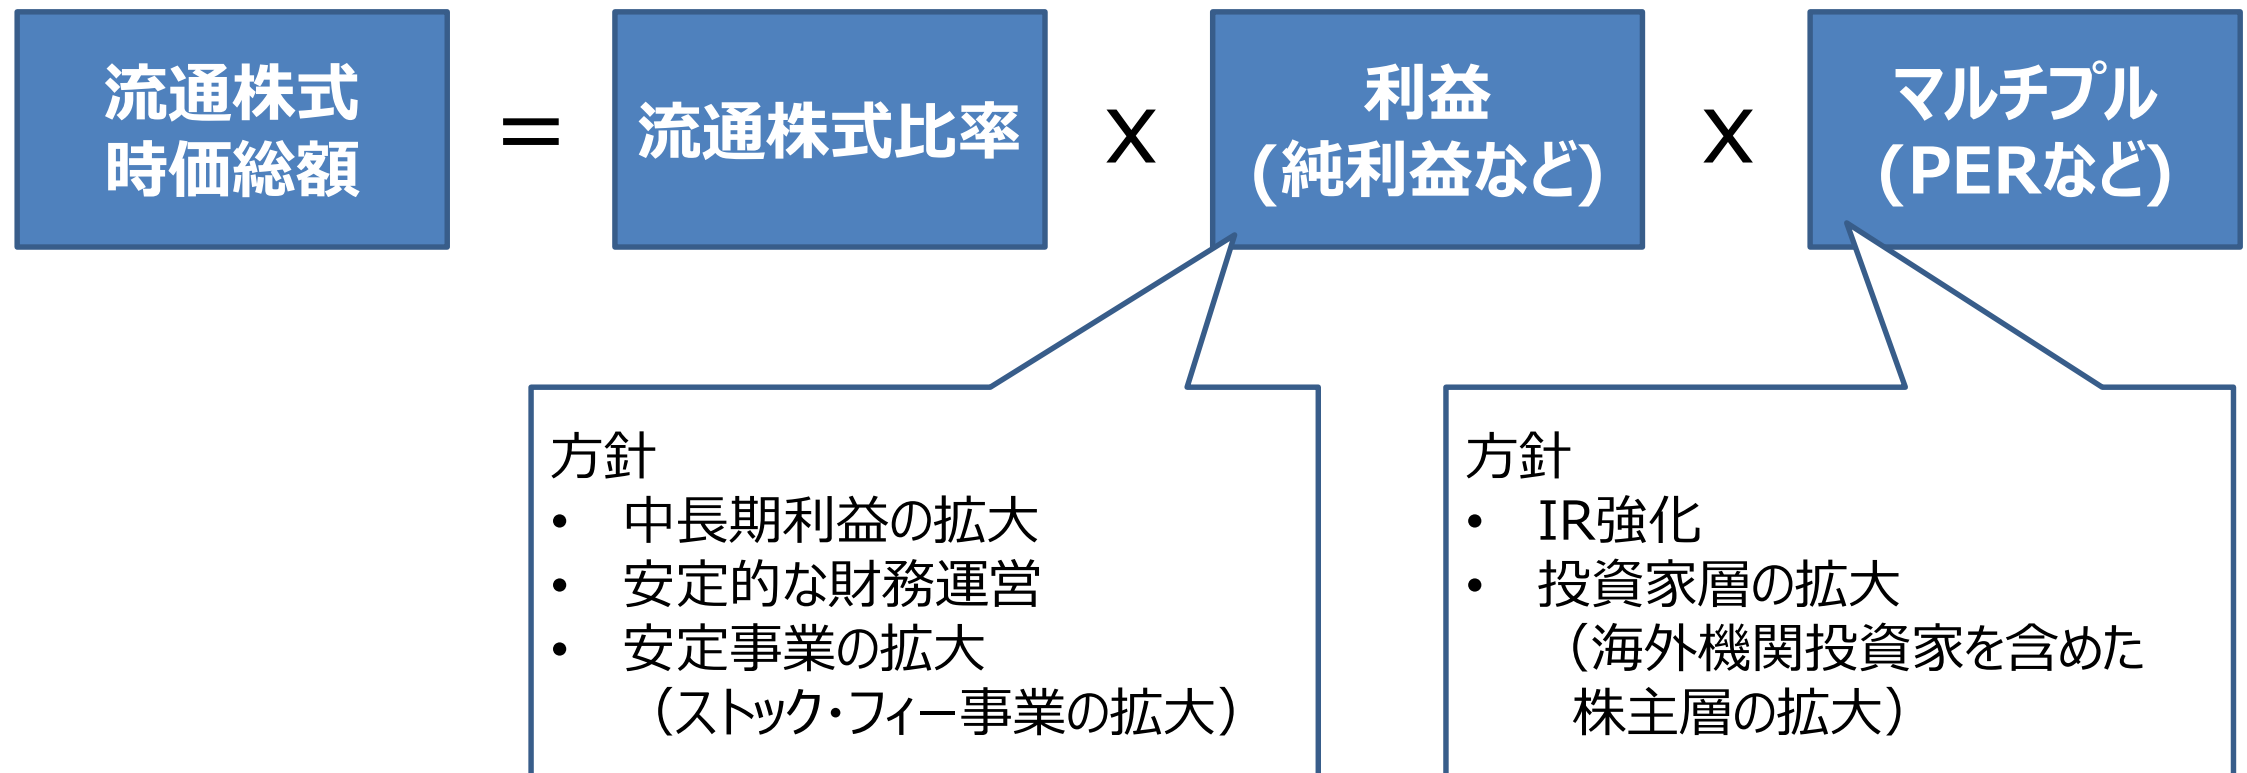 流通株式
時価総額
＝
流通株式比率
x
利益
(純利益など)
x
マルチプル
(PERなど)
方針
• 中長期利益の拡大
• 安定的な財務運営
• 安定事業の拡大
（ストック・フィー事業の拡大）
方針
• IR強化
• 投資家層の拡大
（海外機関投資家を含めた
株主層の拡大）